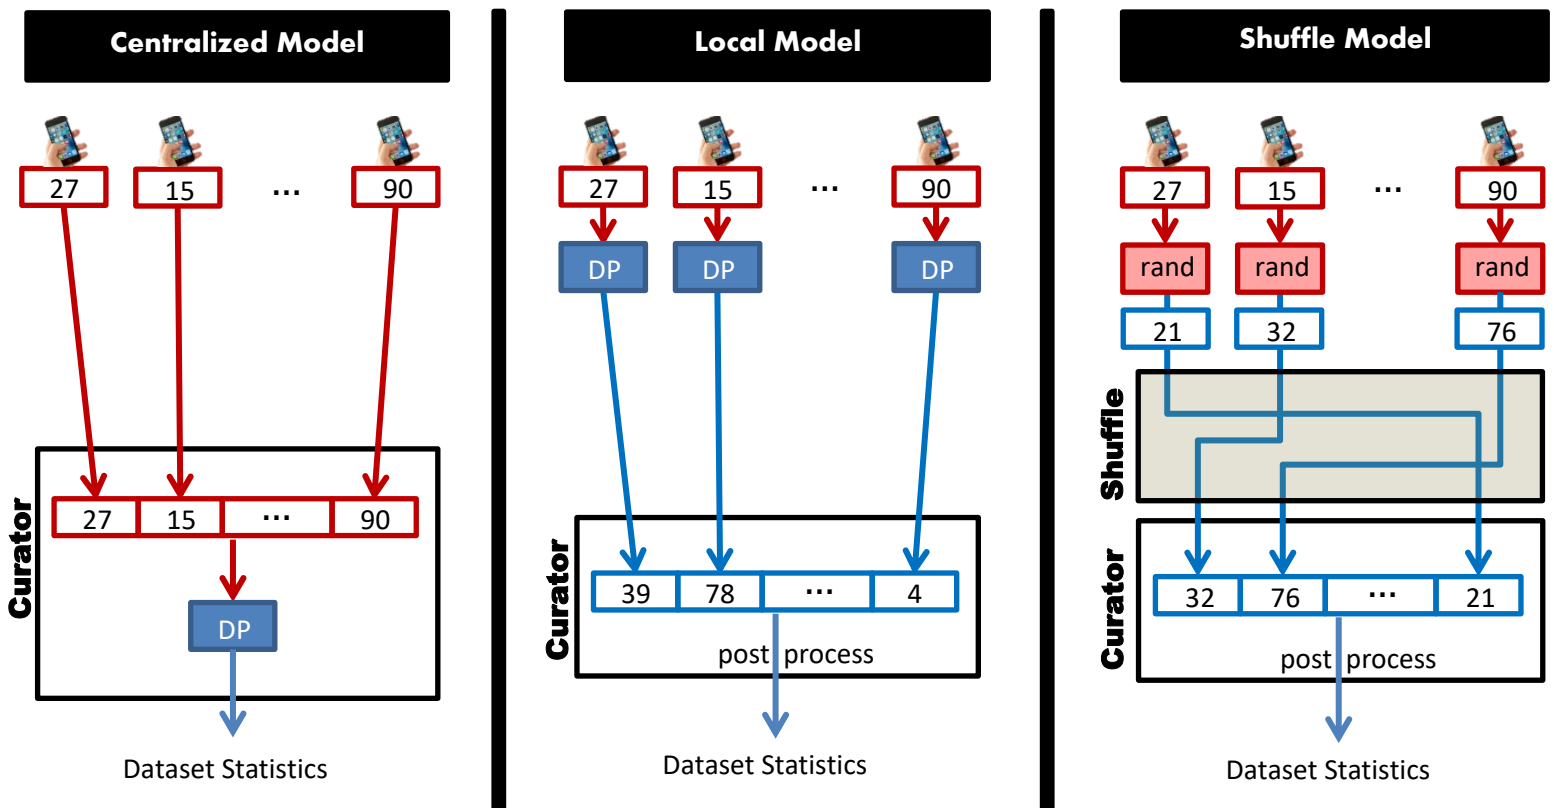 Centralized Model
27 15 ... 90
Curator
27 15 ... 90
DP
Dataset Statistics
Local Model
27 15 ... 90
DP DP DP
Curator
39 78 ... 4
post process
Dataset Statistics
Shuffle Model
27 15 ... 90
rand rand rand
21 32 76
Shuffle
Curator
32 76 ... 21
post process
Dataset Statistics